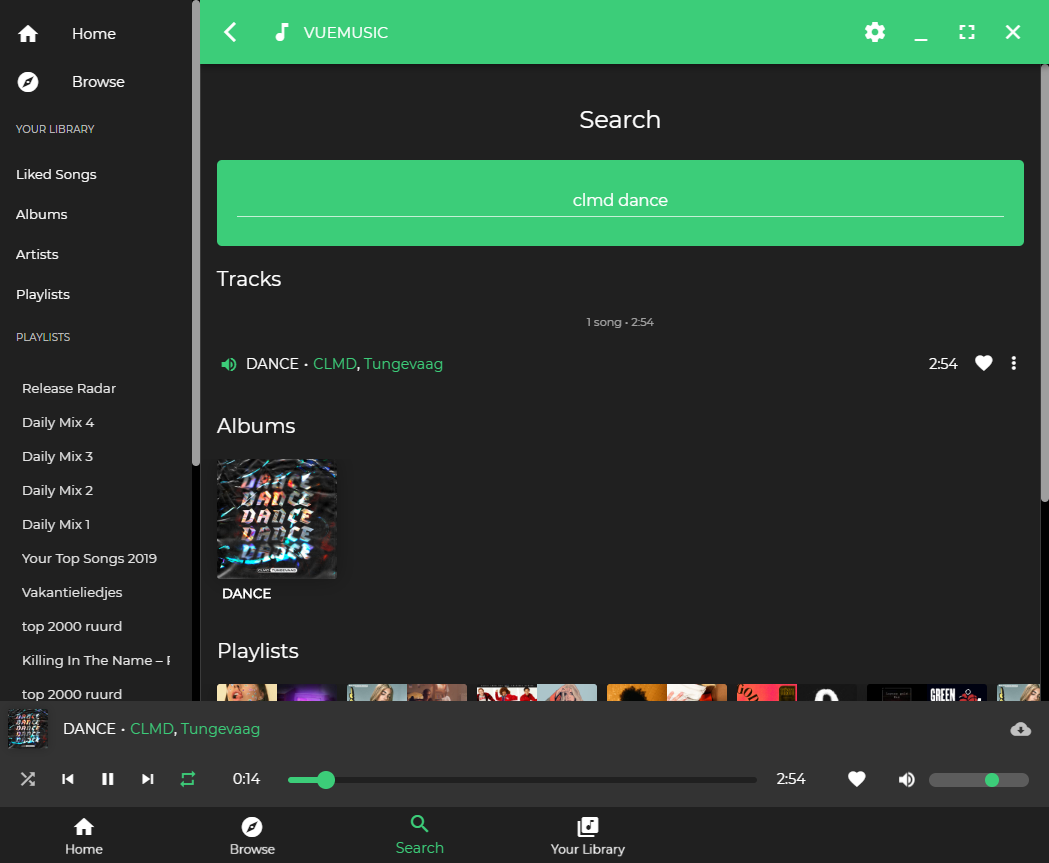 Home
Browse
YOUR LIBRARY
Liked Songs
Albums
Artists
Playlists
PLAYLISTS
Release Radar
Daily Mix 4
Daily Mix 3
Daily Mix 2
Daily Mix 1
Your Top Songs 2019
Vakantieliedjes
top 2000 ruurd
Killing In The Name –
top 2000 ruurd
VUEMUSIC
Search
clmd dance
Tracks
1 song • 2:54
DANCE • CLMD, Tungevaag 2:54
Albums
DANCE
DANCE
DANCE
DANCE
DANCE
DANCE
Playlists
GREEN
DANCE • CLMD, Tungevaag
0:14 2:54
Home Browse Search Your Library